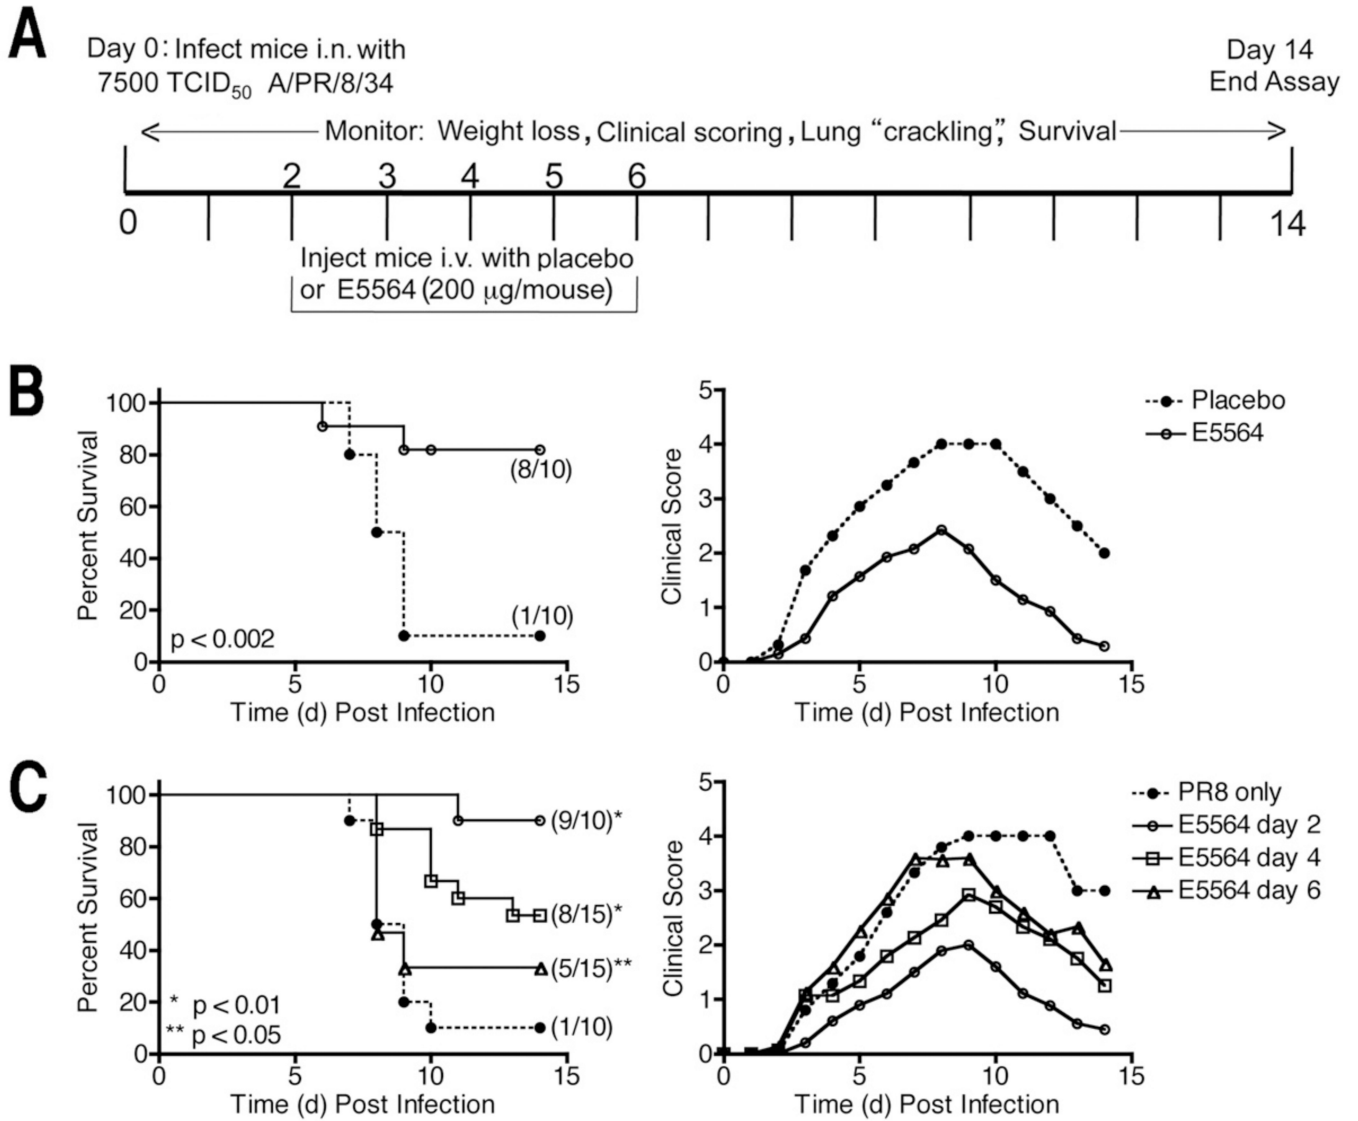 A
Day 0: Infect mice i.n. with
7500 TCID50 A/PR/8/34
Day 14
End Assay
Monitor: Weight loss, Clinical scoring, Lung “crackling”, Survival
2 3 4 5 6
0 14
Inject mice i.v. with placebo
or E5564 (200 µg/mouse)
B
Percent Survival
100
80
60
40
20
0
(8/10)
(1/10)
p < 0.002
0 5 10 15
Time (d) Post Infection
Clinical Score
5
4
3
2
1
0
0 5 10 15
Time (d) Post Infection
Placebo
E5564
C
Percent Survival
100
80
60
40
20
0
(9/10)*
(8/15)*
(5/15)**
(1/10)
* p < 0.01
** p < 0.05
0 5 10 15
Time (d) Post Infection
Clinical Score
5
4
3
2
1
0
0 5 10 15
Time (d) Post Infection
PR8 only
E5564 day 2
E5564 day 4
E5564 day 6